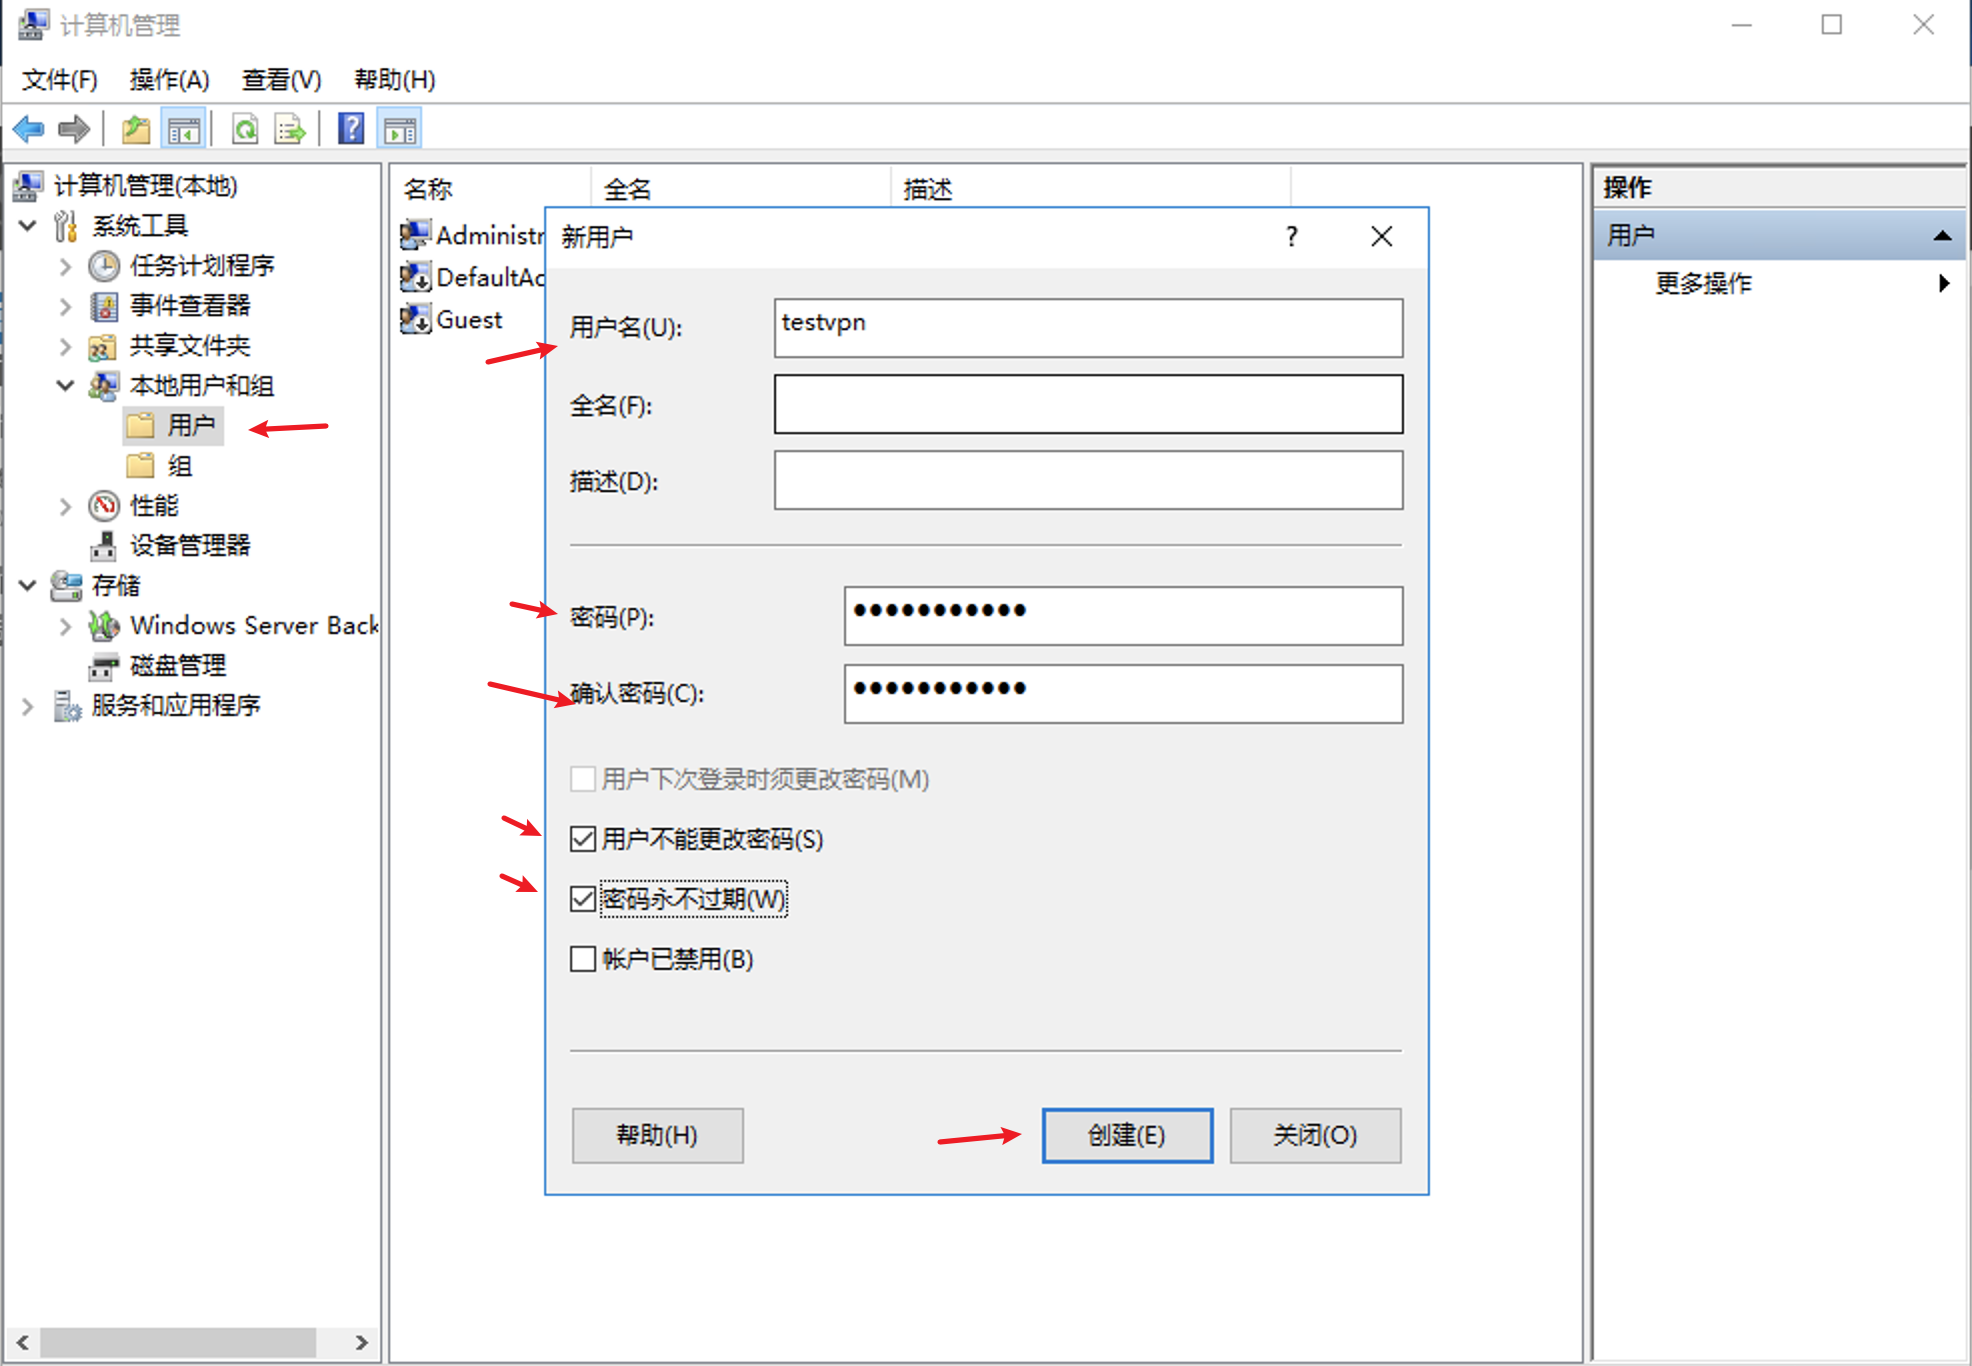 计算机管理
文件(F) 操作(A) 查看(V) 帮助(H)
计算机管理(本地)
系统工具
任务计划程序
事件查看器
共享文件夹
本地用户和组
用户
组
性能
设备管理器
存储
Windows Server Back
磁盘管理
服务和应用程序
名称 全名 描述
Administr
DefaultAc
Guest
新用户 ?
用户名(U): testvpn
全名(F):
描述(D):
密码(P): ●●●●●●●●●●●
确认密码(C): ●●●●●●●●●●●
用户下次登录时须更改密码(M)
用户不能更改密码(S)
密码永不过期(W)
帐户已禁用(B)
帮助(H) 创建(E) 关闭(O)
操作
用户
更多操作